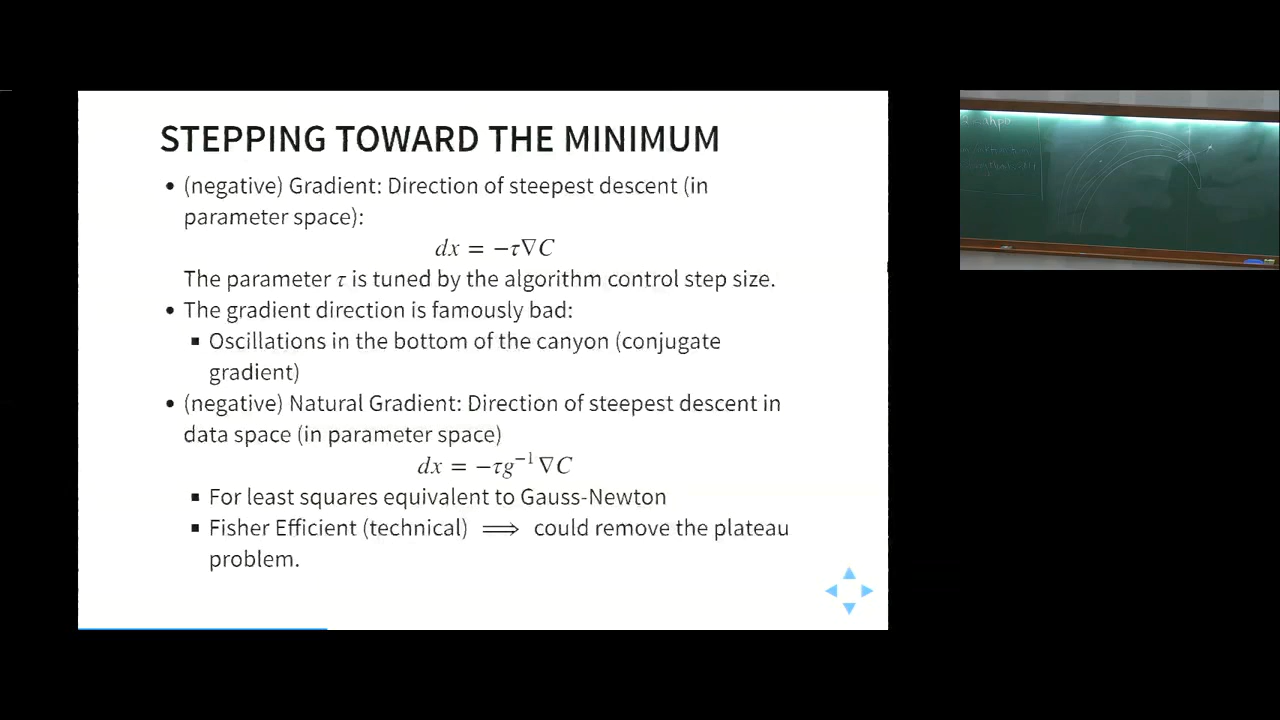 STEPPING TOWARD THE MINIMUM
• (negative) Gradient: Direction of steepest descent (in
parameter space):
dx = −τ∇C
The parameter τ is tuned by the algorithm control step size.
• The gradient direction is famously bad:
▪ Oscillations in the bottom of the canyon (conjugate
gradient)
• (negative) Natural Gradient: Direction of steepest descent in
data space (in parameter space)
dx = −τg⁻¹∇C
▪ For least squares equivalent to Gauss-Newton
▪ Fisher Efficient (technical) ⟹ could remove the plateau
problem.